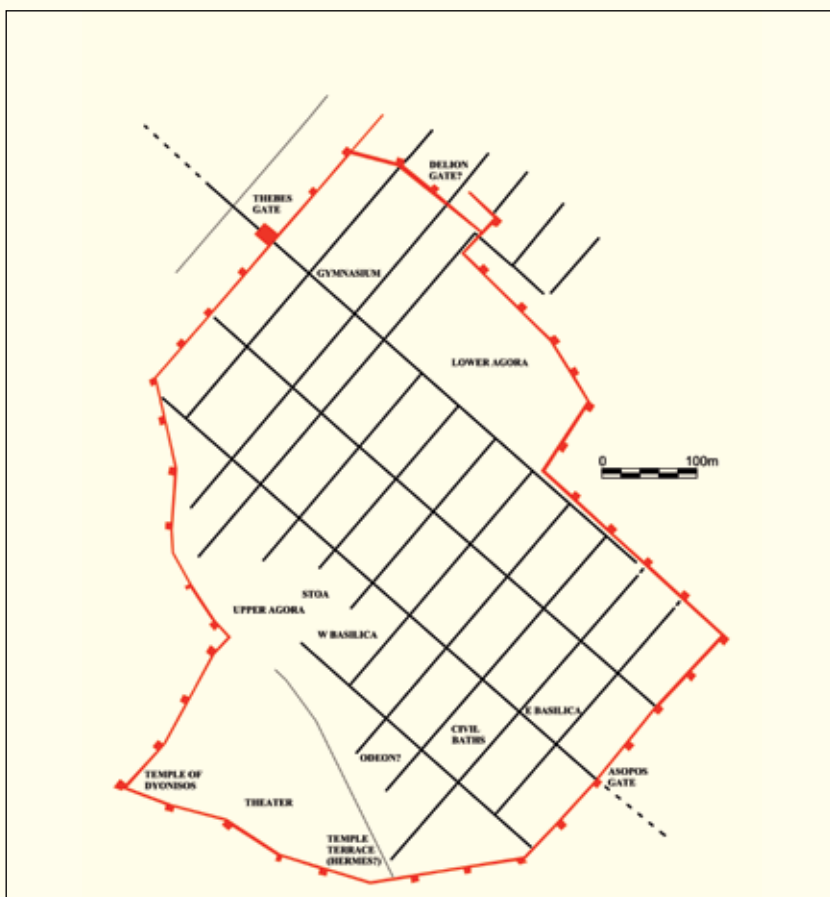 DELION
GATE?
THEBES
GATE
GYMNASIUM
LOWER AGORA
0 100m
STOA
UPPER AGORA
W BASILICA
E BASILICA
CIVIL
BATHS
ODEON?
ASOPOS
GATE
TEMPLE OF
DYONISOS
THEATER
TEMPLE
TERRACE
(HERMES?)